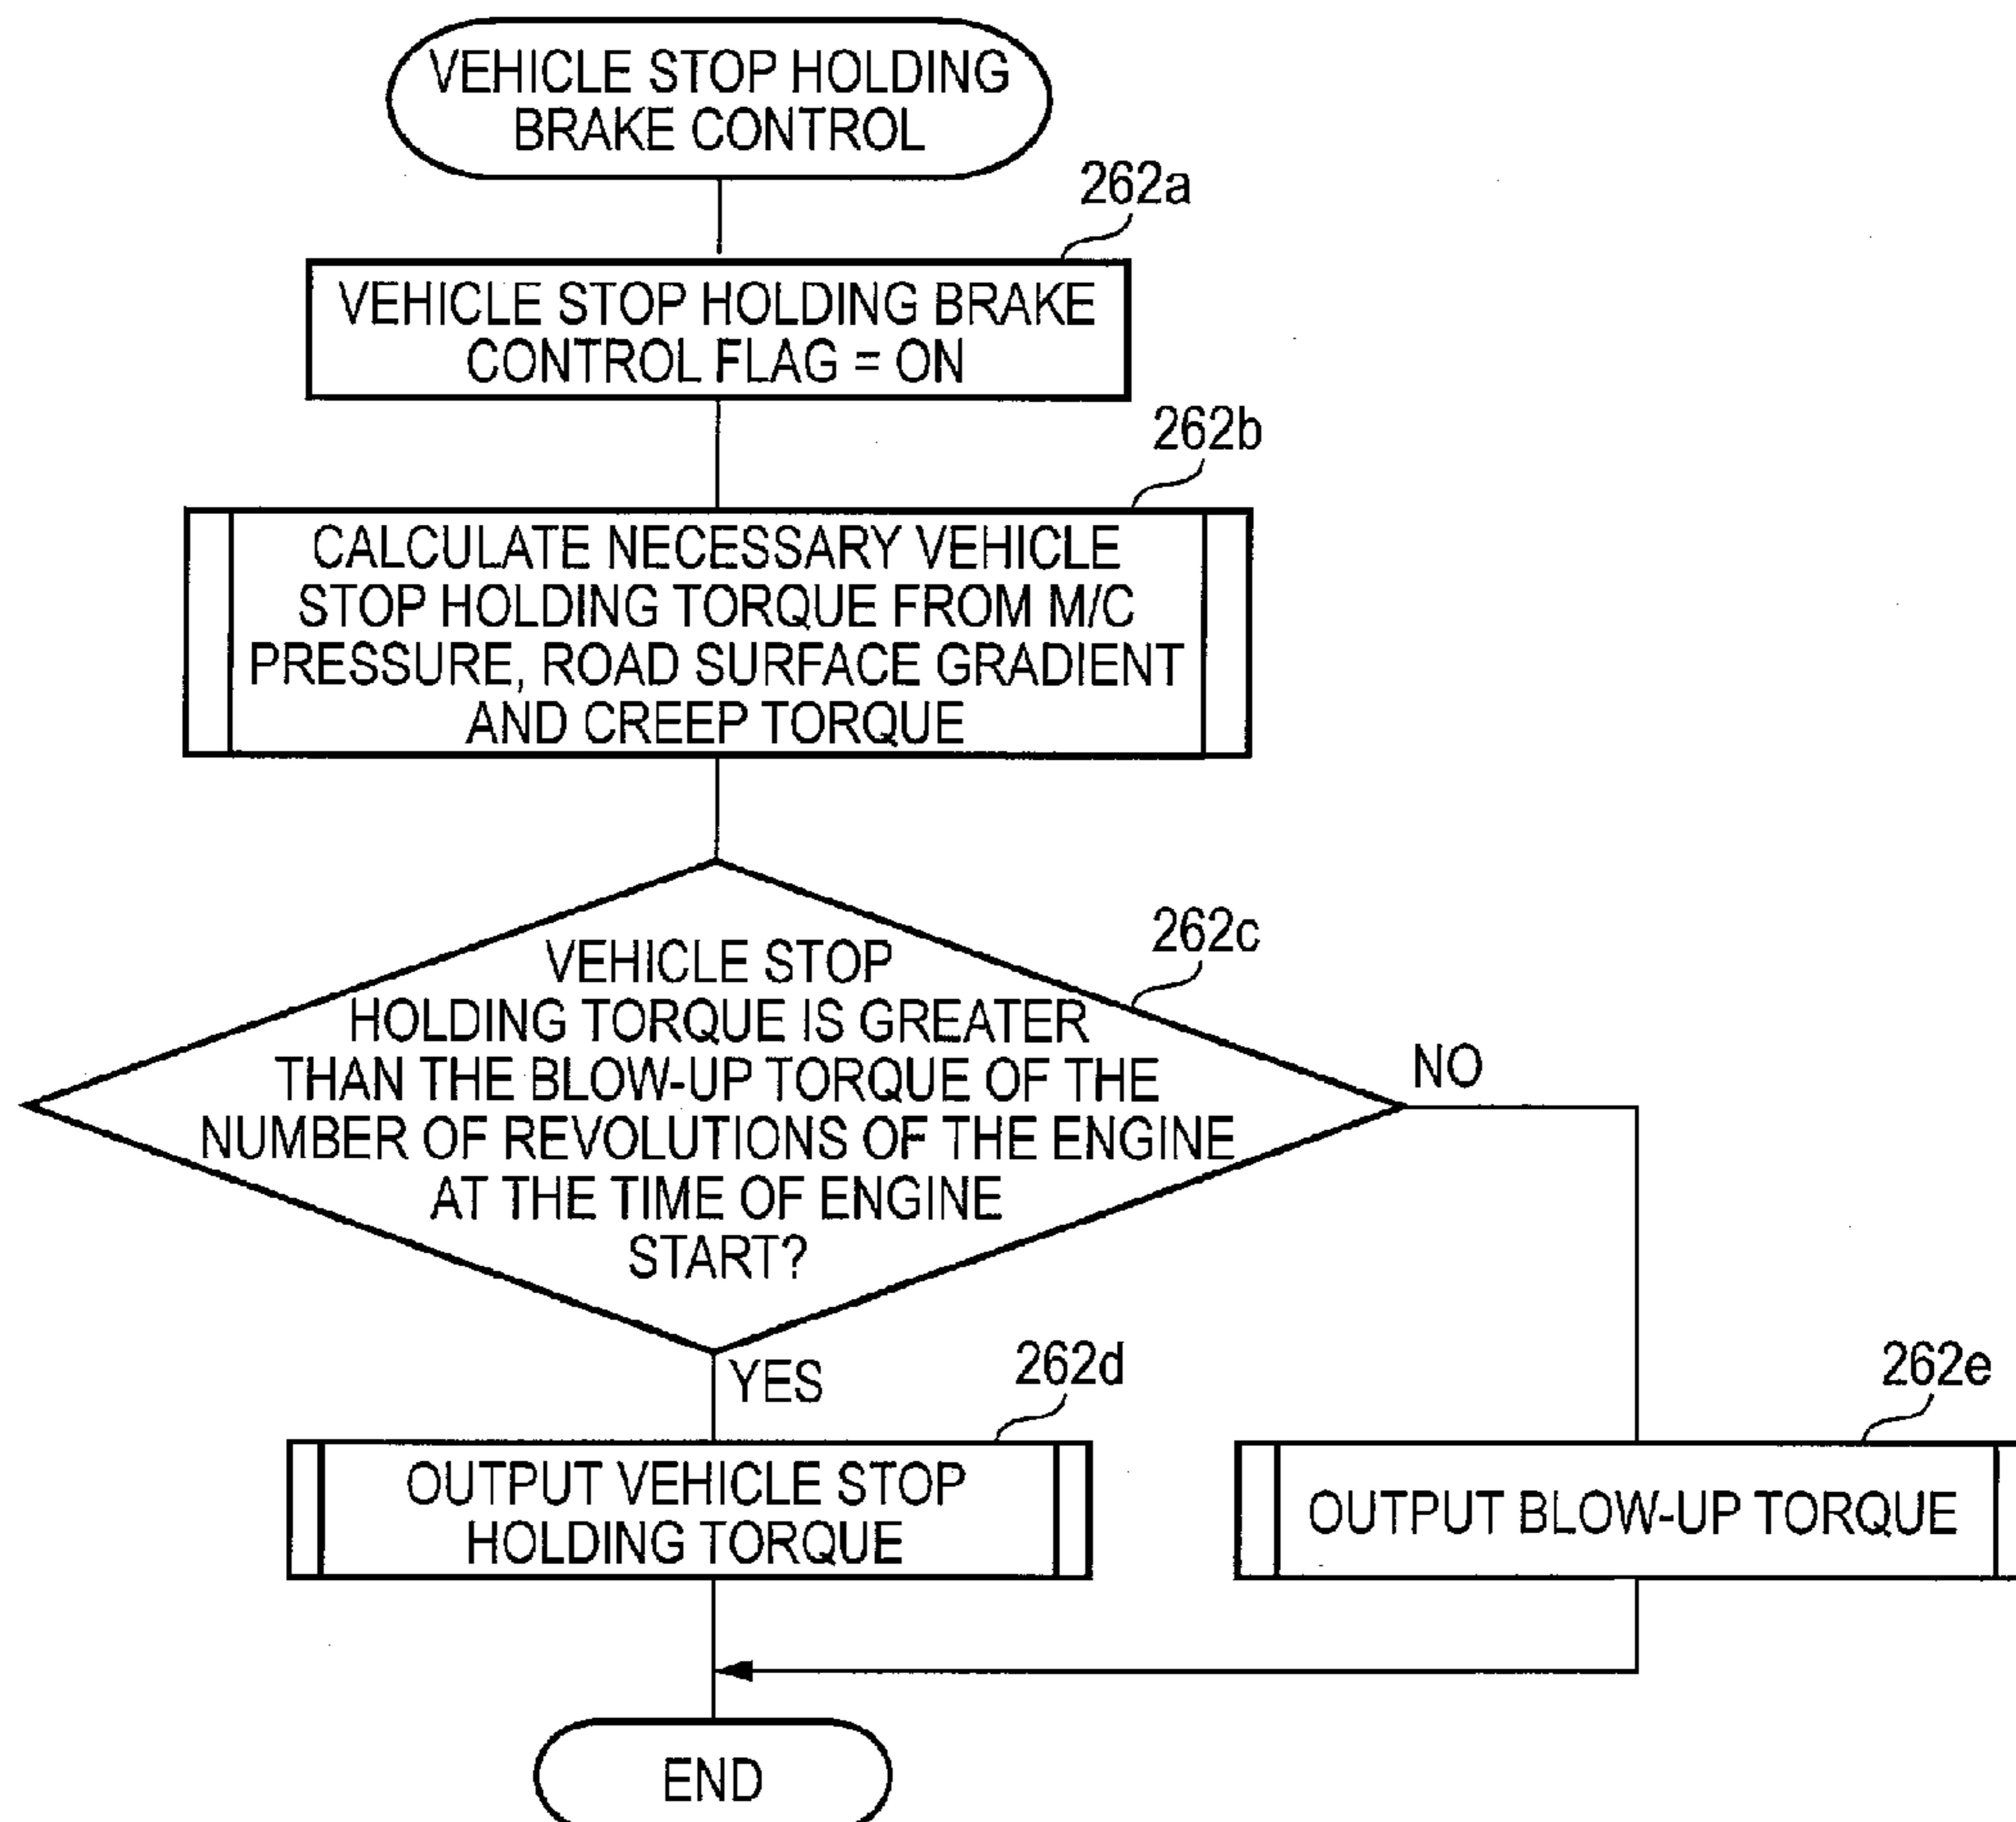 VEHICLE STOP HOLDING
BRAKE CONTROL
262a
VEHICLE STOP HOLDING BRAKE
CONTROL FLAG = ON
262b
CALCULATE NECESSARY VEHICLE
STOP HOLDING TORQUE FROM M/C
PRESSURE, ROAD SURFACE GRADIENT
AND CREEP TORQUE
262c
VEHICLE STOP
HOLDING TORQUE IS GREATER
THAN THE BLOW-UP TORQUE OF THE
NUMBER OF REVOLUTIONS OF THE ENGINE
AT THE TIME OF ENGINE
START?
NO
YES
262d
OUTPUT VEHICLE STOP
HOLDING TORQUE
262e
OUTPUT BLOW-UP TORQUE
END